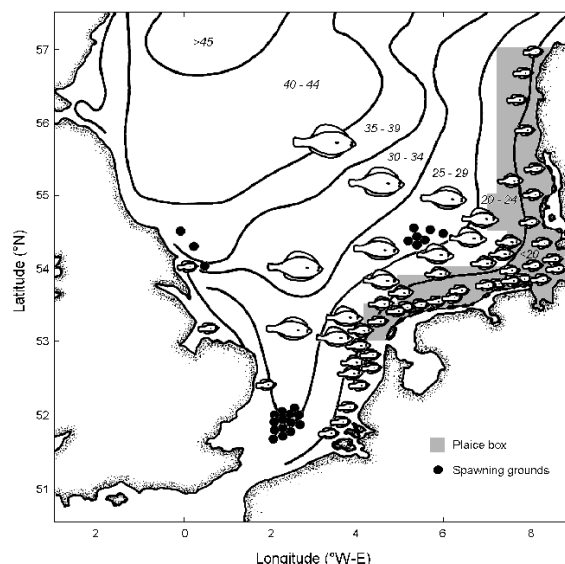 57
>45
40 - 44
56
35 - 39
30 - 34
55
25 - 29
20 - 24
54
<20
53
52
51
Latitude (°N)
Plaice box
Spawning grounds
2 0 2 4 6 8
Longitude (°W-E)